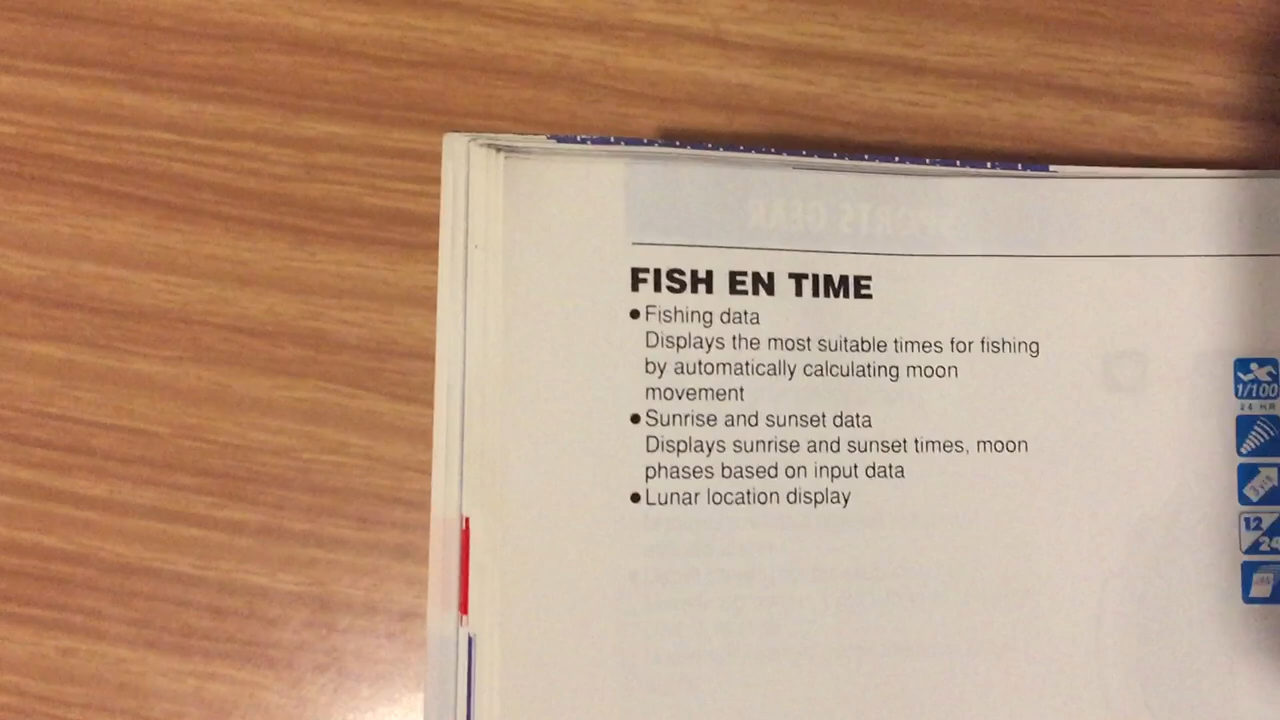 FISH EN TIME
● Fishing data
Displays the most suitable times for fishing
by automatically calculating moon
movement
● Sunrise and sunset data
Displays sunrise and sunset times, moon
phases based on input data
● Lunar location display
1/100
24 HR
12/24